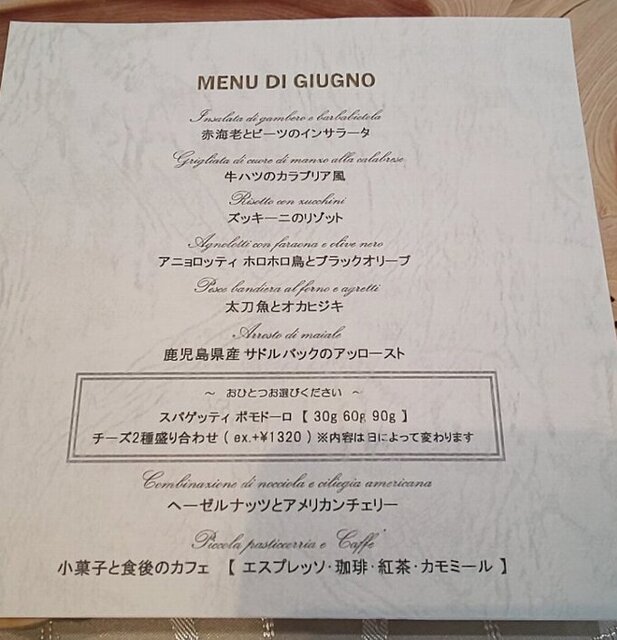 MENU DI GIUGNO
Insalata di gambero e barbabietola
赤海老とビーツのインサラータ
Grigliata di cuore di manzo alla calabrese
牛ハツのカラブリア風
Risotto con zucchini
ズッキーニのリゾット
Agnolotti con faraona e olive nero
アニョロッティ ホロホロ鳥とブラックオリーブ
Pesce bandiera al forno e agretti
太刀魚とオカヒジキ
Arrosto di maiale
鹿児島県産 サドルバックのアッロースト
～ おひとつお選びください ～
スパゲッティ ポモドーロ 【 30g 60g 90g 】
チーズ2種盛り合わせ ( ex.+¥1320 ) ※内容は日によって変わります
Combinazione di nocciola e ciliegia americana
ヘーゼルナッツとアメリカンチェリー
Piccola pasticcerria e Caffè
小菓子と食後のカフェ 【 エスプレッソ・珈琲・紅茶・カモミール 】